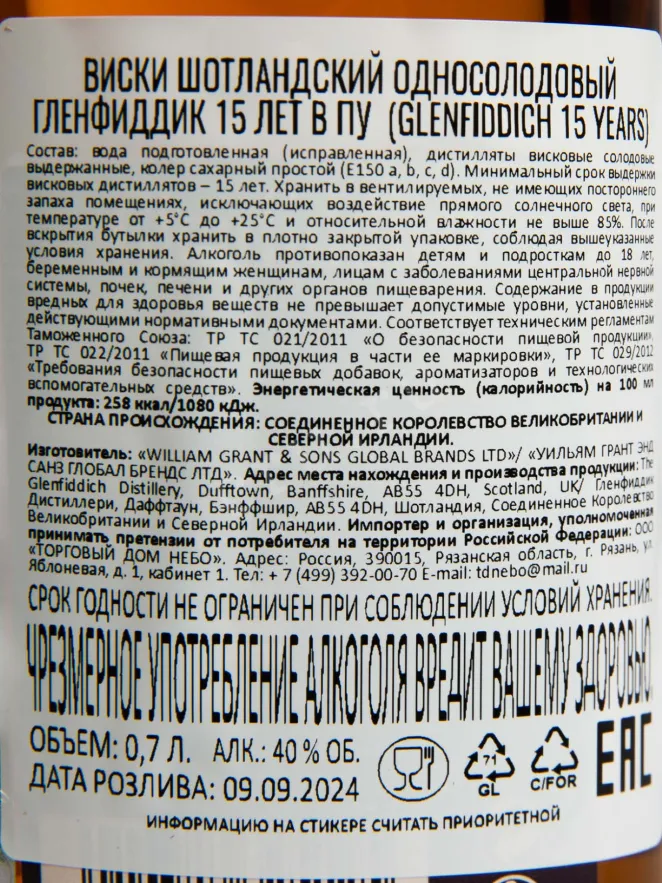 ВИСКИ ШОТЛАНДСКИЙ ОДНОСОЛОДОВЫЙ
ГЛЕНФИДДИК 15 ЛЕТ В ПУ (GLENFIDDICH 15 YEARS)
Состав: вода подготовленная (исправленная), дистилляты висковые солодовые
выдержанные, колер сахарный простой (Е150 a, b, c, d). Минимальный срок выдержки
висковых дистиллятов – 15 лет. Хранить в вентилируемых, не имеющих постороннего
запаха помещениях, исключающих воздействие прямого солнечного света, при
температуре от +5°С до +25°С и относительной влажности не выше 85%. После
вскрытия бутылки хранить в плотно закрытой упаковке, соблюдая вышеуказанные
условия хранения. Алкоголь противопоказан детям и подросткам до 18 лет,
беременным и кормящим женщинам, лицам с заболеваниями центральной нервной
системы, почек, печени и других органов пищеварения. Содержание в продукции
вредных для здоровья веществ не превышает допустимые уровни, установленные
действующими нормативными документами. Соответствует техническим регламентам
Таможенного Союза: ТР ТС 021/2011 «О безопасности пищевой продукции»,
ТР ТС 022/2011 «Пищевая продукция в части ее маркировки», ТР ТС 029/2012
«Требования безопасности пищевых добавок, ароматизаторов и технологических
вспомогательных средств». Энергетическая ценность (калорийность) на 100 мл
продукта: 258 ккал/1080 кДж.
СТРАНА ПРОИСХОЖДЕНИЯ: СОЕДИНЕННОЕ КОРОЛЕВСТВО ВЕЛИКОБРИТАНИИ И
СЕВЕРНОЙ ИРЛАНДИИ.
Изготовитель: «WILLIAM GRANT & SONS GLOBAL BRANDS LTD»/ «УИЛЬЯМ ГРАНТ ЭНД
САНЗ ГЛОБАЛ БРЕНДС ЛТД». Адрес места нахождения и производства продукции: The
Glenfiddich Distillery, Dufftown, Banffshire, AB55 4DH, Scotland, UK/ Гленфиддик
Дистиллери, Даффтаун, Бэнффшир, AB55 4DH, Шотландия, Соединенное Королевство
Великобритании и Северной Ирландии. Импортер и организация, уполномоченная
принимать претензии от потребителя на территории Российской Федерации: ООО
«ТОРГОВЫЙ ДОМ НЕБО». Адрес: Россия, 390015, Рязанская область, г. Рязань, ул.
Яблоневая, д. 1, кабинет 1. Тел: + 7 (499) 392-00-70 E-mail: tdnebo@mail.ru
СРОК ГОДНОСТИ НЕ ОГРАНИЧЕН ПРИ СОБЛЮДЕНИИ УСЛОВИЙ ХРАНЕНИЯ.
ЧРЕЗМЕРНОЕ УПОТРЕБЛЕНИЕ АЛКОГОЛЯ ВРЕДИТ ВАШЕМУ ЗДОРОВЬЮ.
ОБЪЕМ: 0,7 Л. АЛК.: 40 % ОБ.
ДАТА РОЗЛИВА: 09.09.2024
71
GL
C/FOR
EAC
ИНФОРМАЦИЮ НА СТИКЕРЕ СЧИТАТЬ ПРИОРИТЕТНОЙ